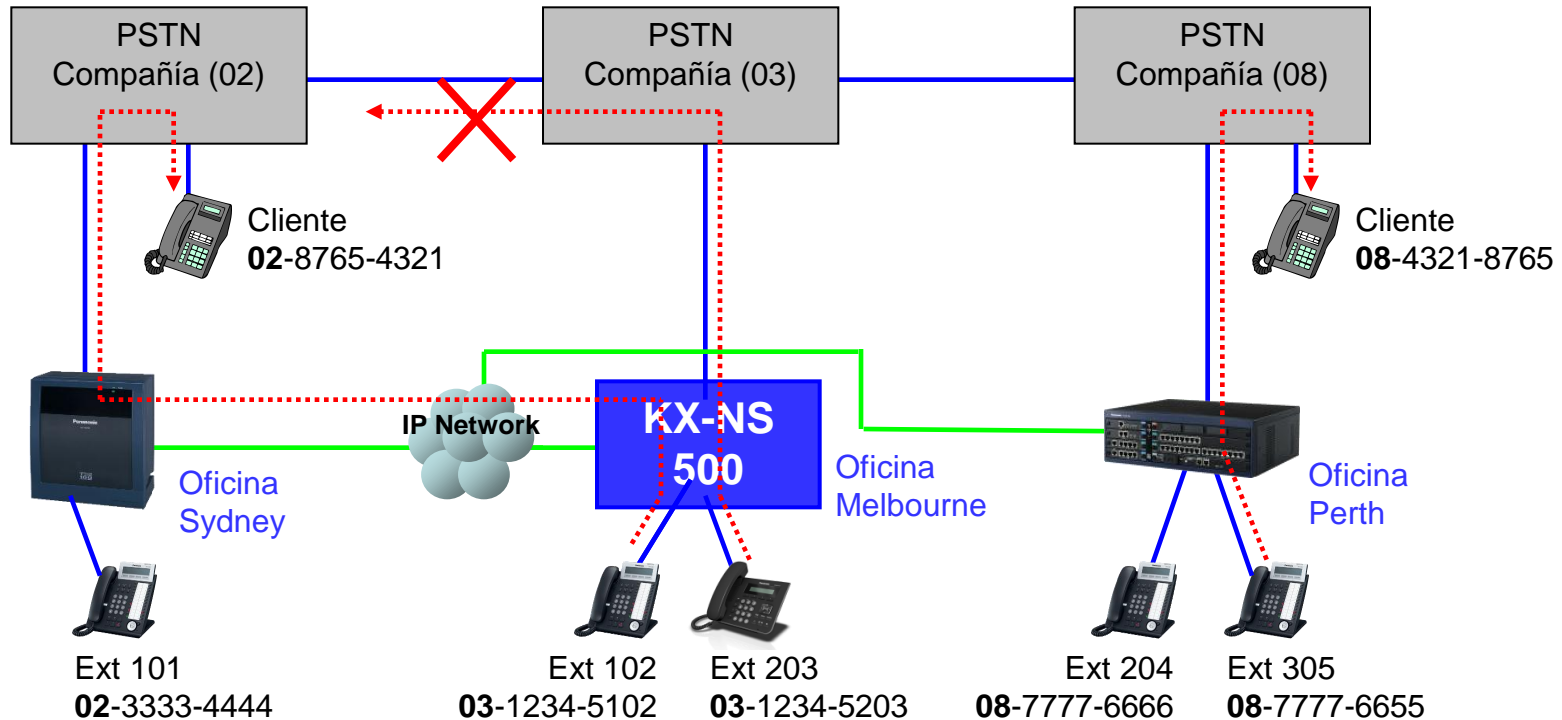 PSTN
Compañía (02)
PSTN
Compañía (03)
PSTN
Compañía (08)
Cliente
02-8765-4321
Cliente
08-4321-8765
IP Network
KX-NS
500
Oficina
Sydney
Oficina
Melbourne
Oficina
Perth
Panasonic
Ext 101
02-3333-4444
Ext 102
03-1234-5102
Ext 203
03-1234-5203
Ext 204
08-7777-6666
Ext 305
08-7777-6655